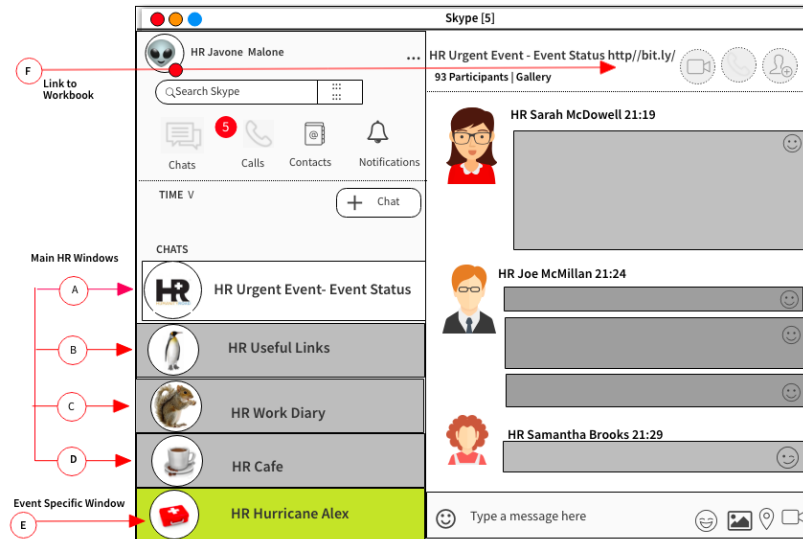 Skype [5]
HR Javone Malone
...
HR Urgent Event - Event Status http//bit.ly/
93 Participants | Gallery
F
Link to
Workbook
Search Skype
5
Chats
Calls
Contacts
Notifications
@
TIME V
+ Chat
CHATS
Main HR Windows
A
HR
HR Urgent Event- Event Status
B
HR Useful Links
C
HR Work Diary
D
HR Cafe
Event Specific Window
E
HR Hurricane Alex
HR Sarah McDowell 21:19
HR Joe McMillan 21:24
HR Samantha Brooks 21:29
Type a message here